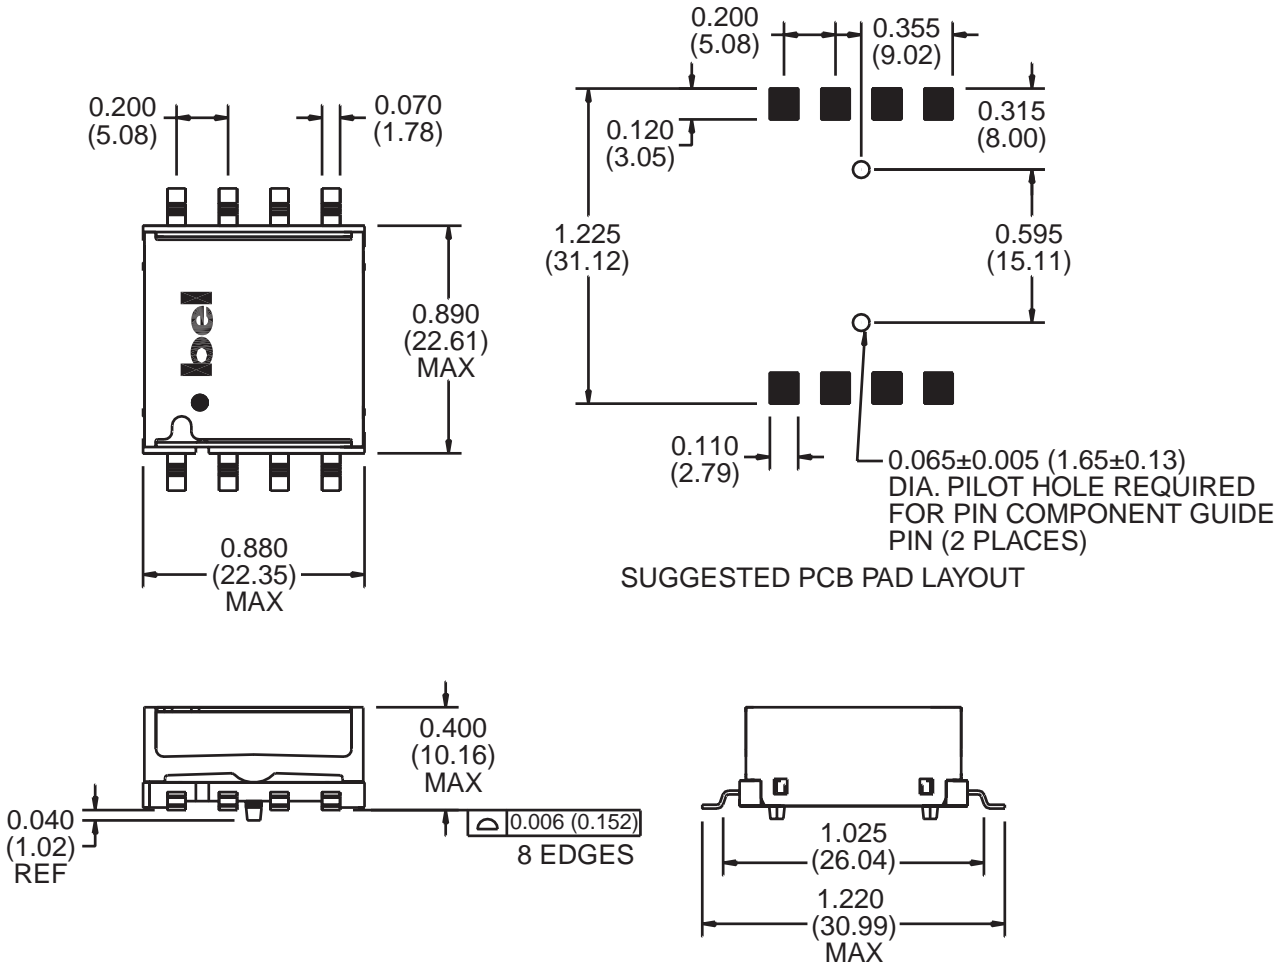 0.200
(5.08)
0.070
(1.78)
bel
0.890
(22.61)
MAX
0.880
(22.35)
MAX
0.200
(5.08)
0.355
(9.02)
0.120
(3.05)
0.315
(8.00)
1.225
(31.12)
0.595
(15.11)
0.110
(2.79)
0.065±0.005 (1.65±0.13)
DIA. PILOT HOLE REQUIRED
FOR PIN COMPONENT GUIDE
PIN (2 PLACES)
SUGGESTED PCB PAD LAYOUT
0.400
(10.16)
MAX
0.040
(1.02)
REF
0.006 (0.152)
8 EDGES
1.025
(26.04)
1.220
(30.99)
MAX